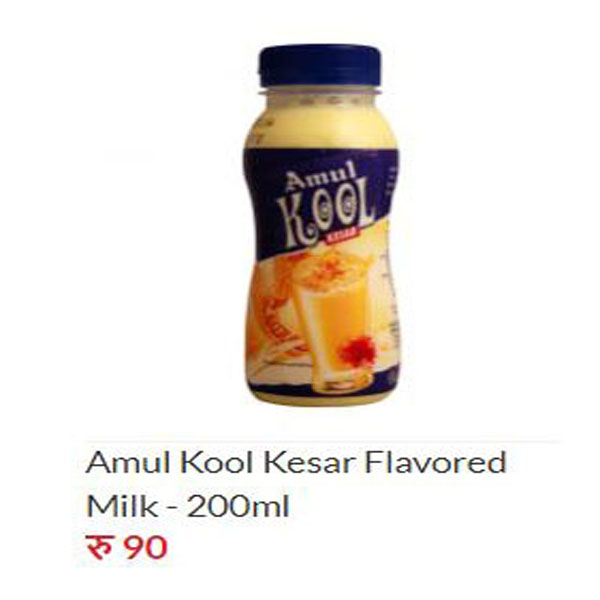 Amul
KOOL
KESAR
Amul Kool Kesar Flavored
Milk - 200ml
रु 90